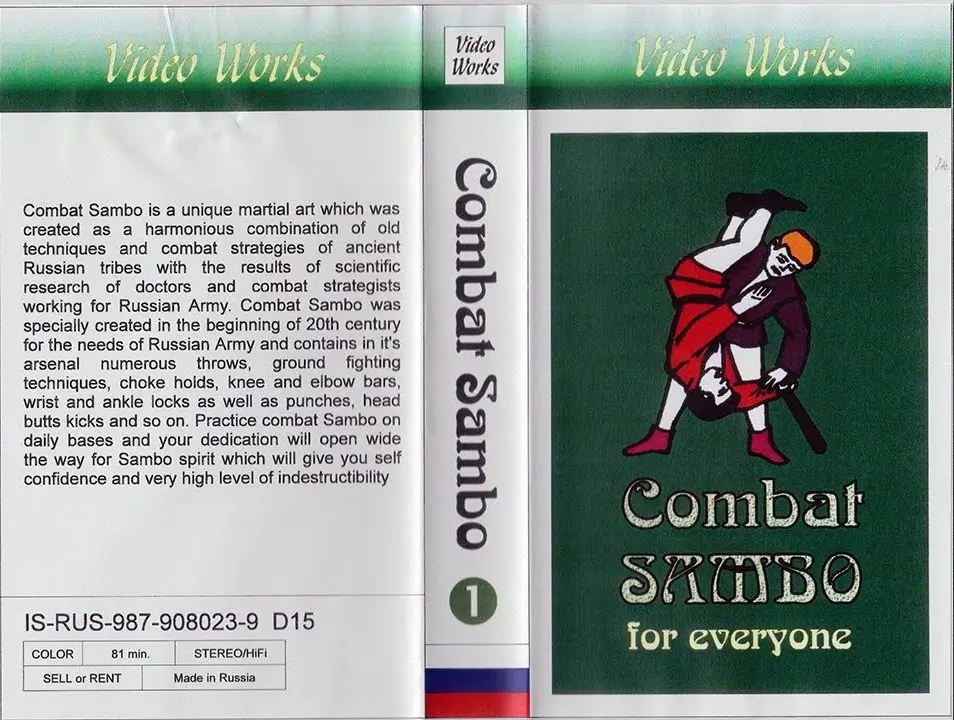 Video Works
Combat Sambo is a unique martial art which was
created as a harmonious combination of old
techniques and combat strategies of ancient
Russian tribes with the results of scientific
research of doctors and combat strategists
working for Russian Army. Combat Sambo was
specially created in the beginning of 20th century
for the needs of Russian Army and contains in it's
arsenal numerous throws, ground fighting
techniques, choke holds, knee and elbow bars,
wrist and ankle locks as well as punches, head
butts kicks and so on. Practice combat Sambo on
daily bases and your dedication will open wide
the way for Sambo spirit which will give you self
confidence and very high level of indestructibility
IS-RUS-987-908023-9 D15
COLOR 81 min. STEREO/HiFi
SELL or RENT Made in Russia
Video
Works
Combat Sambo
1
Video Works
Combat
SAMBO
for everyone